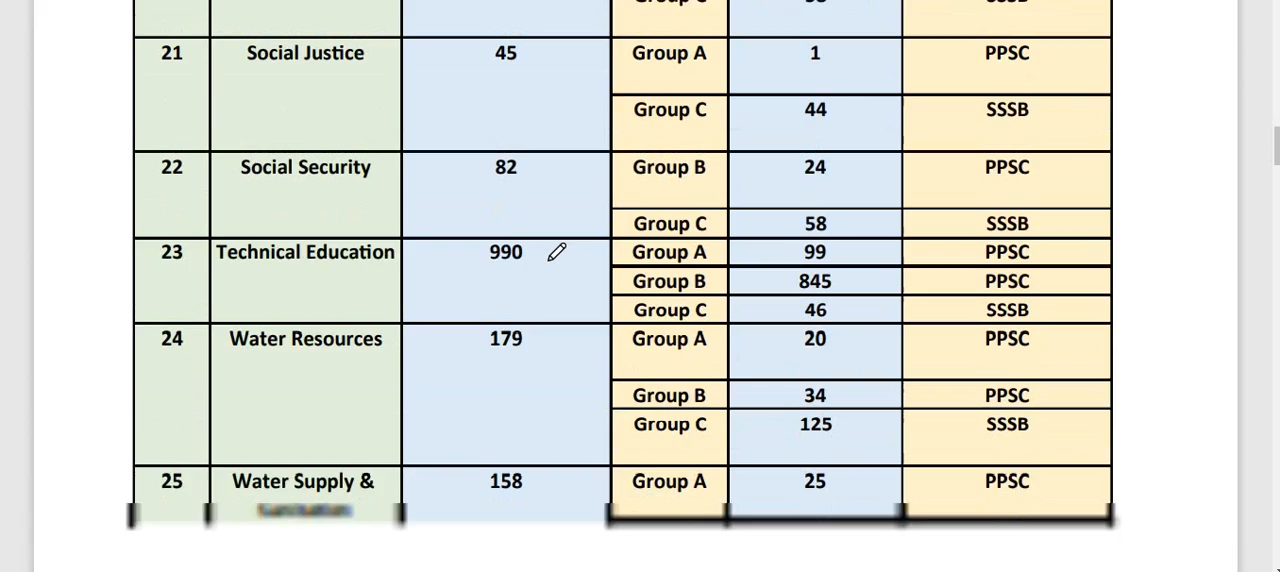 21 Social Justice 45 Group A 1 PPSC
Group C 44 SSSB
22 Social Security 82 Group B 24 PPSC
Group C 58 SSSB
23 Technical Education 990 Group A 99 PPSC
Group B 845 PPSC
Group C 46 SSSB
24 Water Resources 179 Group A 20 PPSC
Group B 34 PPSC
Group C 125 SSSB
25 Water Supply & 158 Group A 25 PPSC